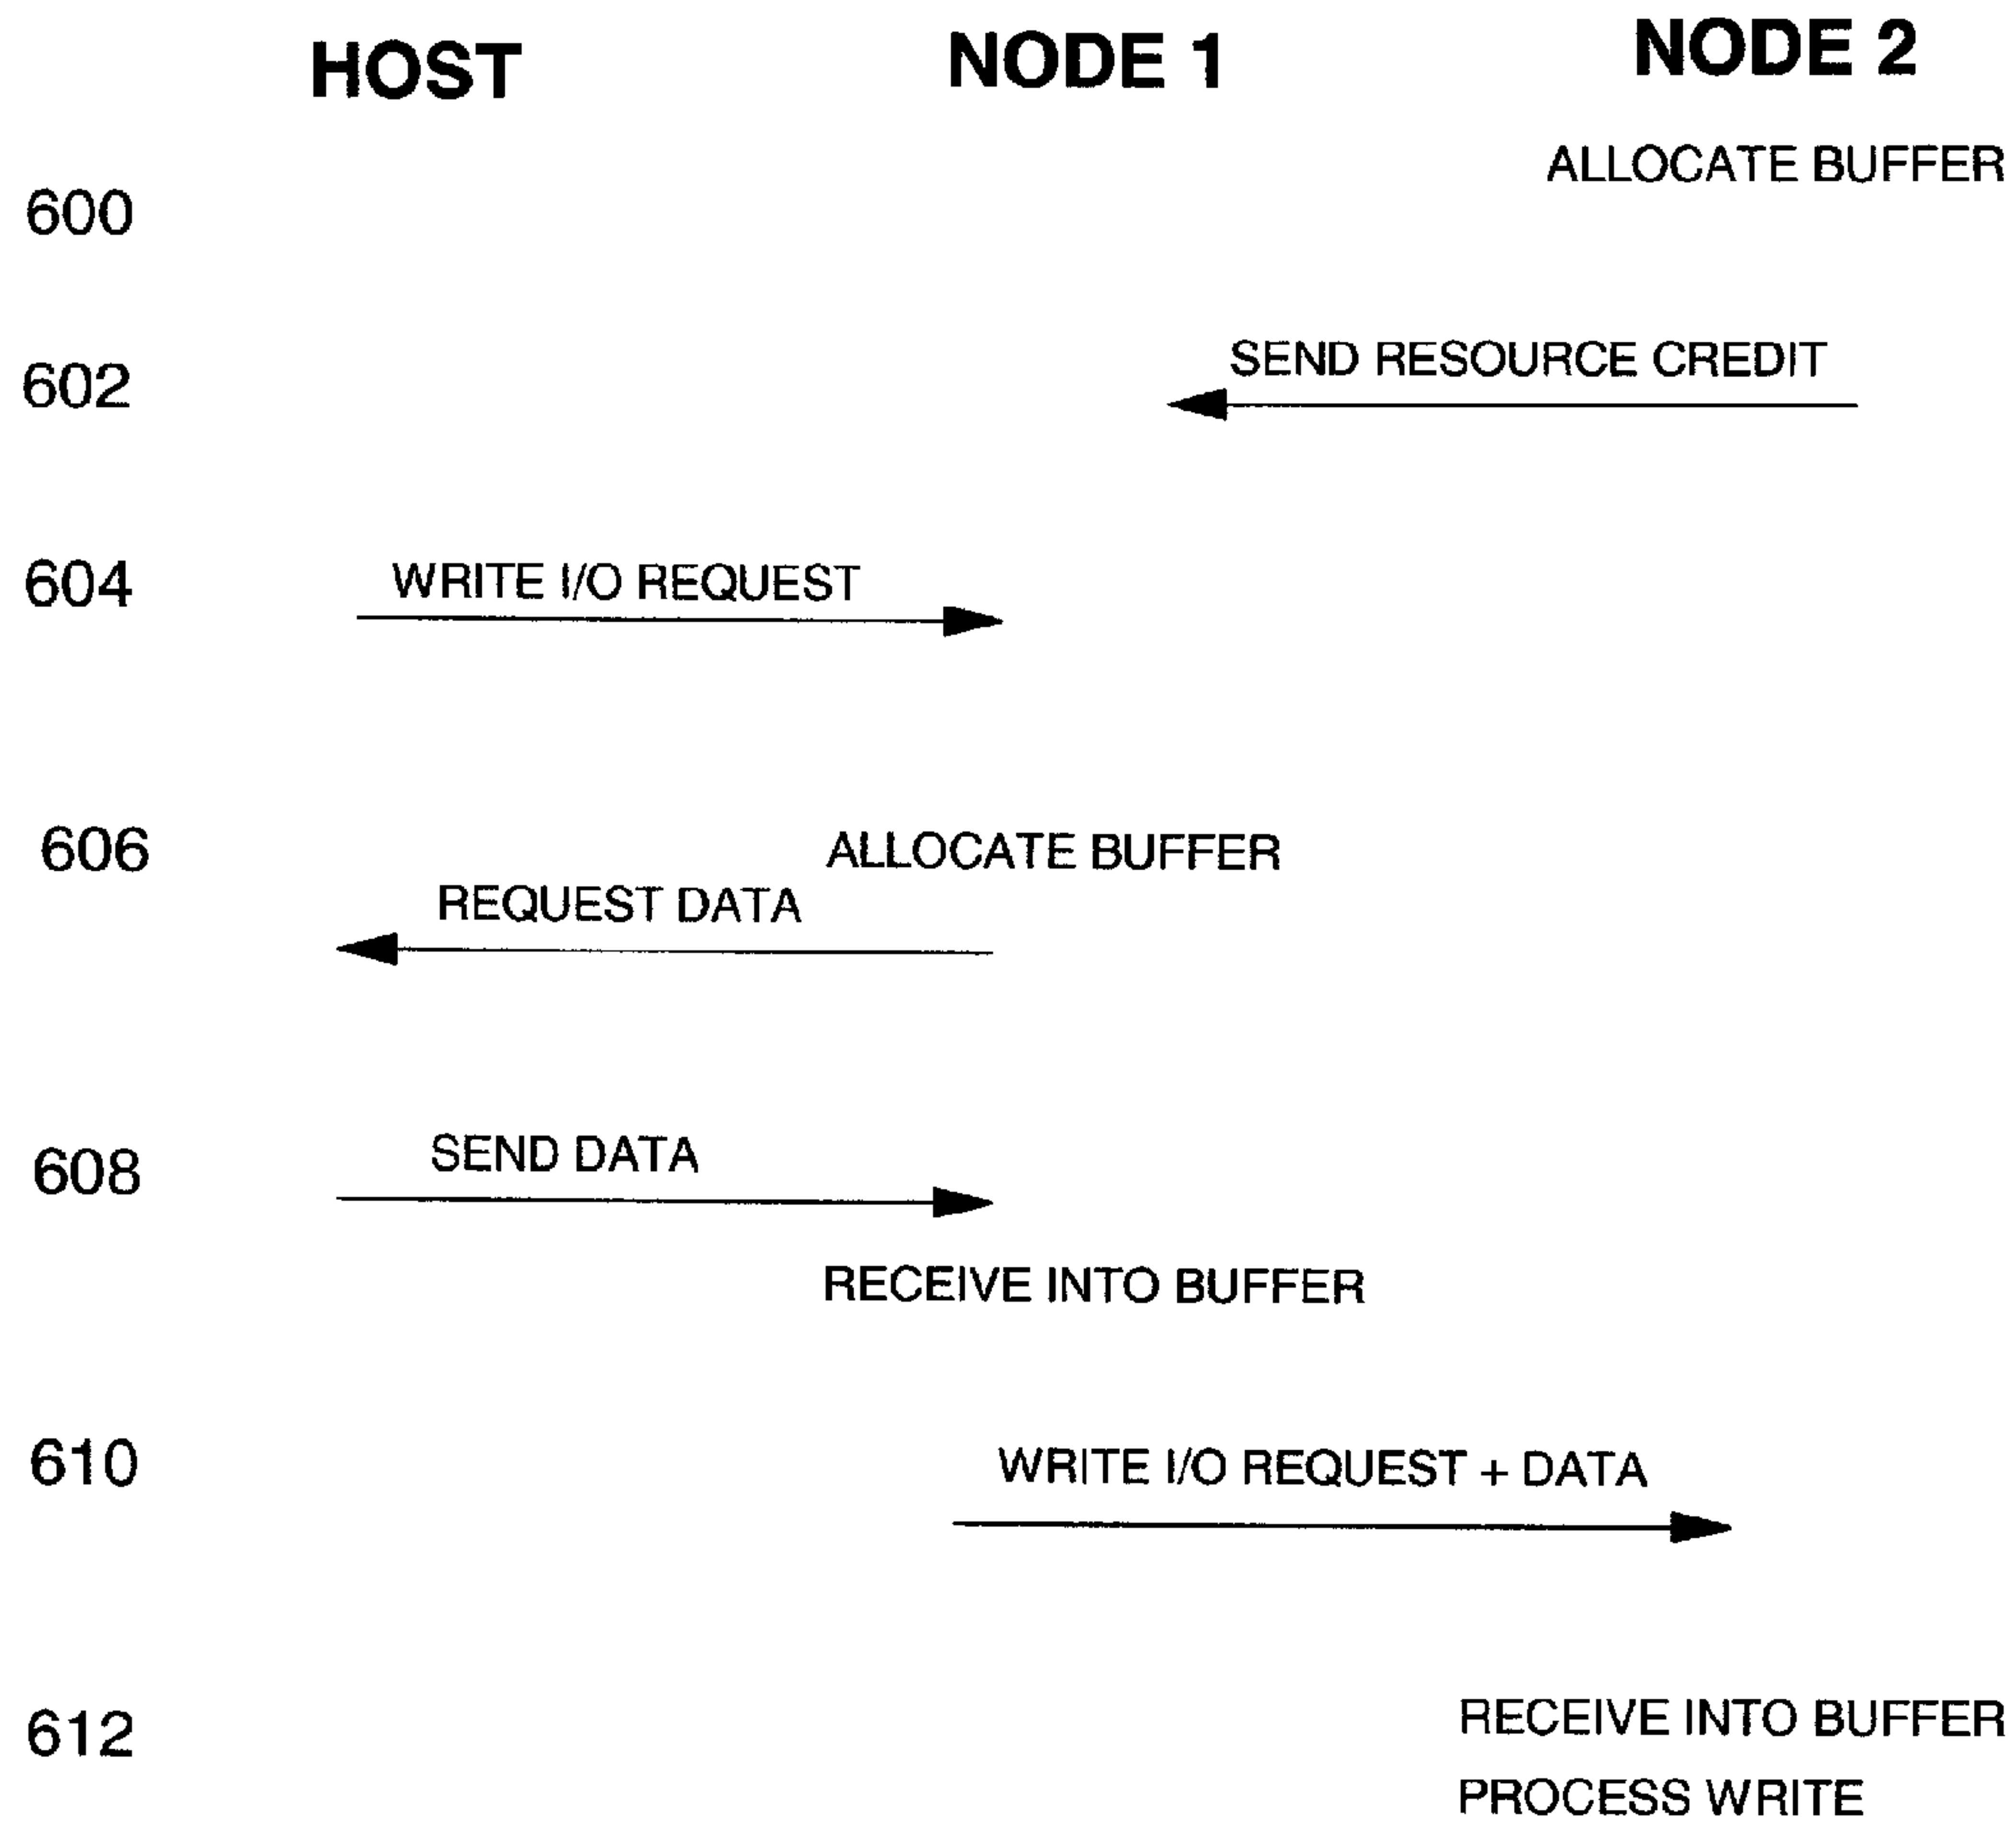 HOST NODE 1 NODE 2
ALLOCATE BUFFER
600
SEND RESOURCE CREDIT
602
604 WRITE I/O REQUEST
606 ALLOCATE BUFFER
REQUEST DATA
608 SEND DATA
RECEIVE INTO BUFFER
610 WRITE I/O REQUEST + DATA
612 RECEIVE INTO BUFFER
PROCESS WRITE